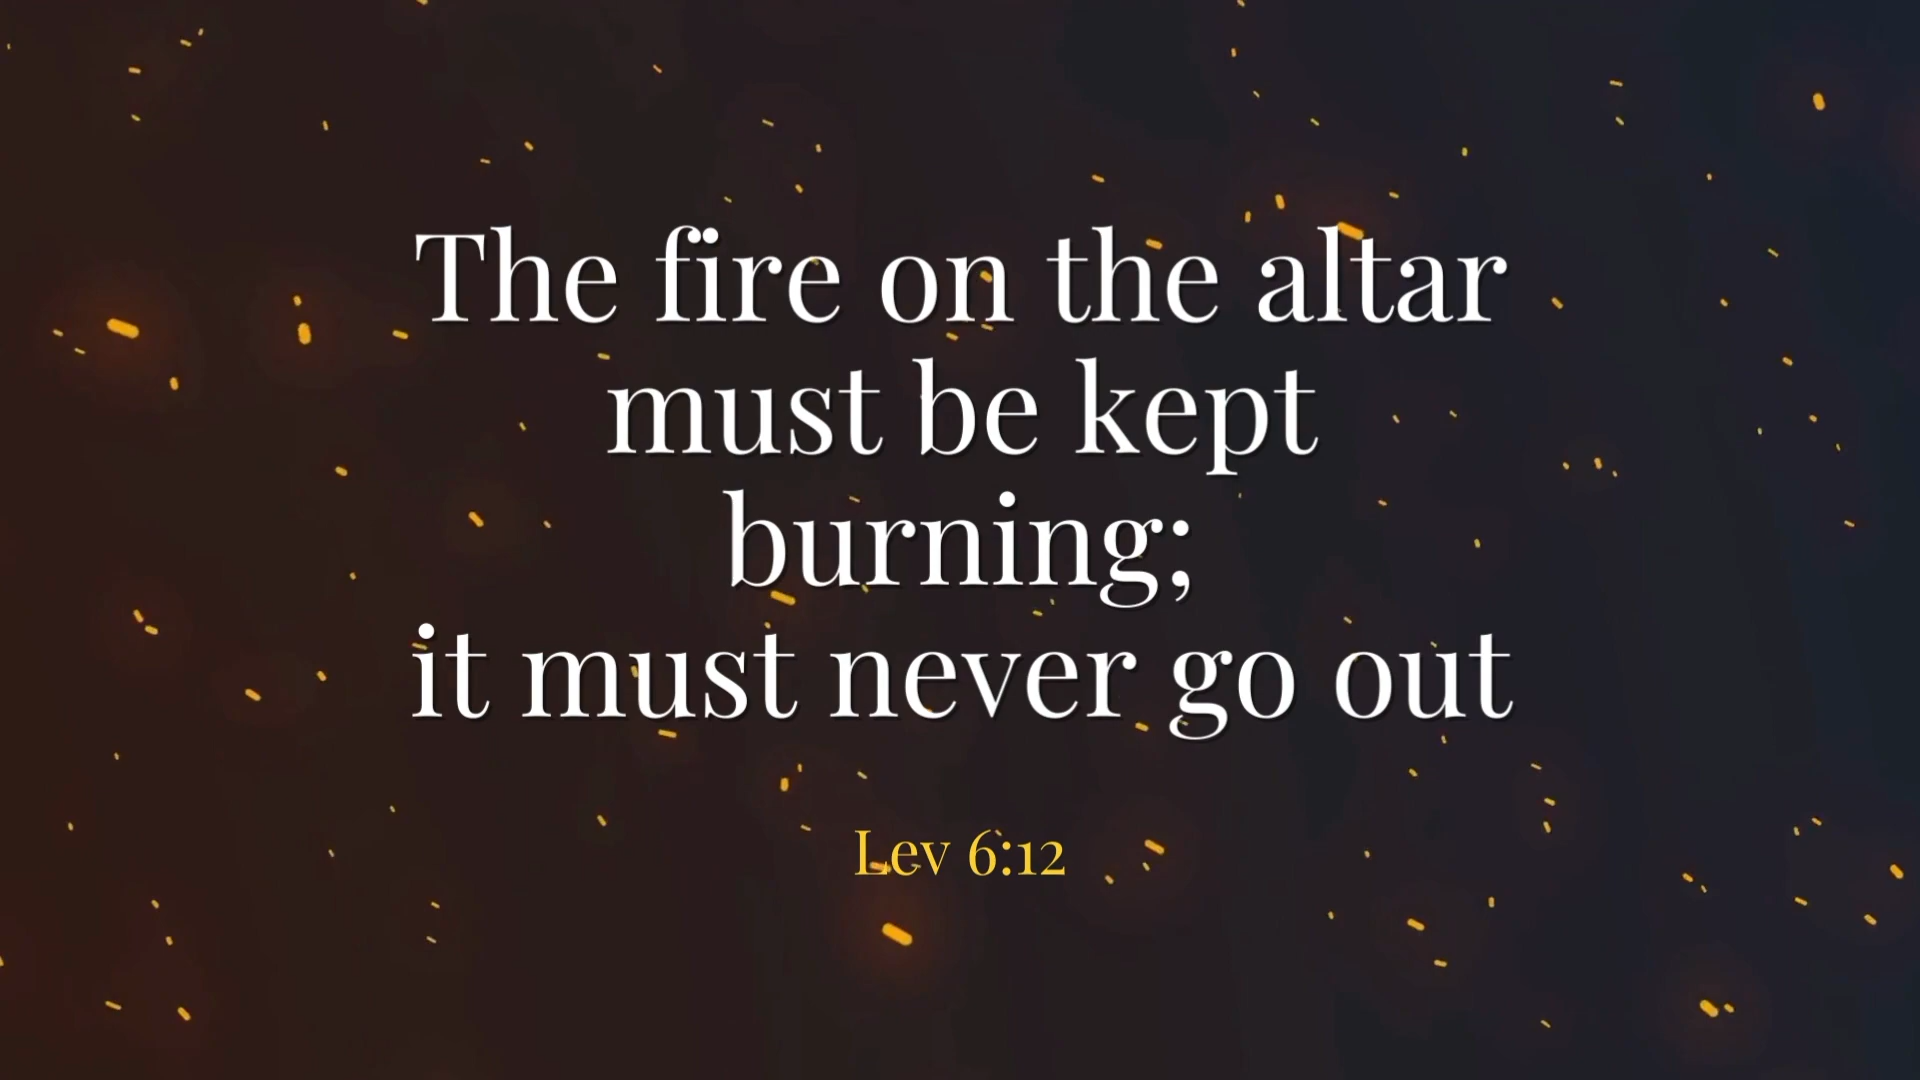 The fire on the altar
must be kept
burning;
it must never go out
Lev 6:12